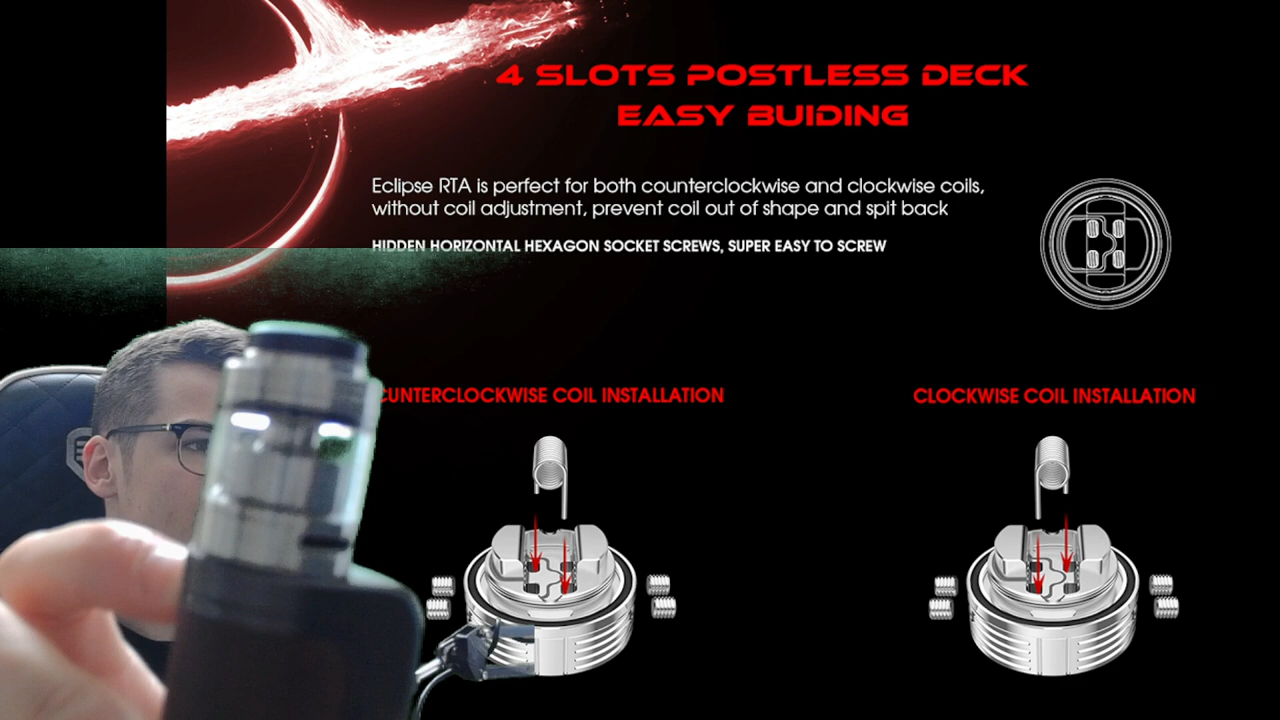 4 SLOTS POSTLESS DECK
EASY BUIDING
Eclipse RTA is perfect for both counterclockwise and clockwise coils,
without coil adjustment, prevent coil out of shape and spit back
HIDDEN HORIZONTAL HEXAGON SOCKET SCREWS, SUPER EASY TO SCREW
CUNTERCLOCKWISE COIL INSTALLATION
CLOCKWISE COIL INSTALLATION